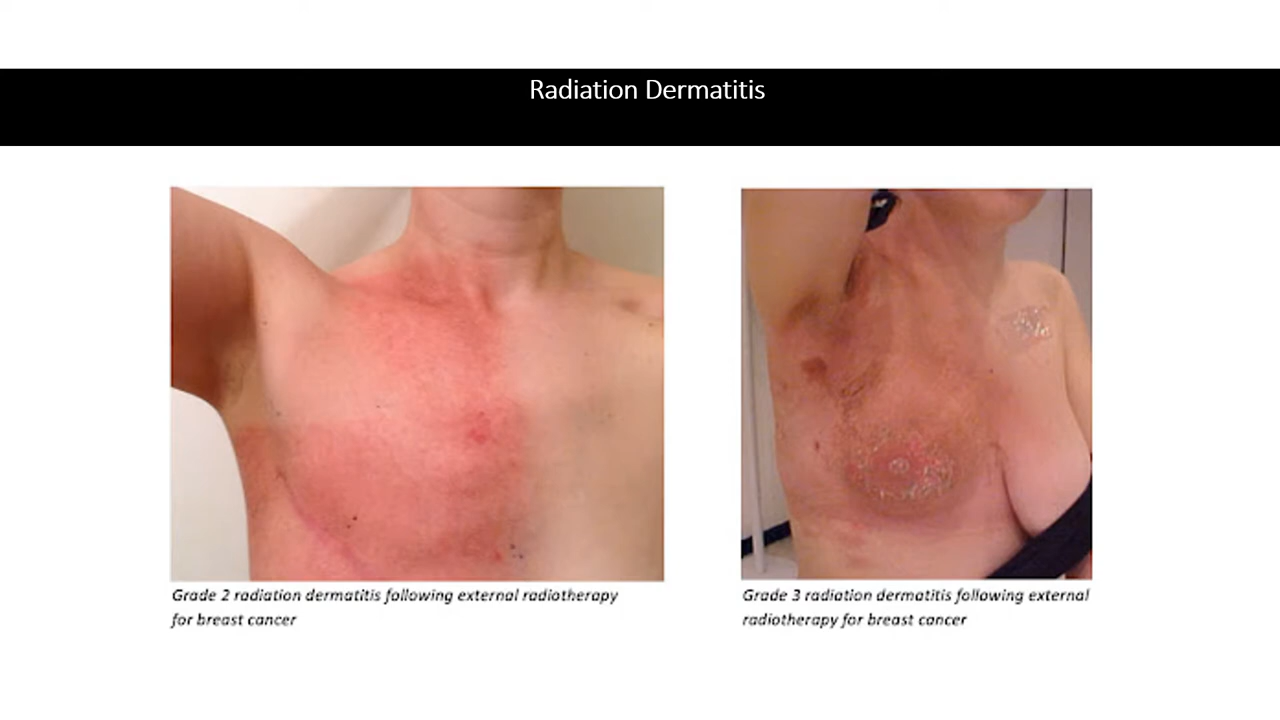 Radiation Dermatitis
Grade 2 radiation dermatitis following external radiotherapy
for breast cancer
Grade 3 radiation dermatitis following external
radiotherapy for breast cancer